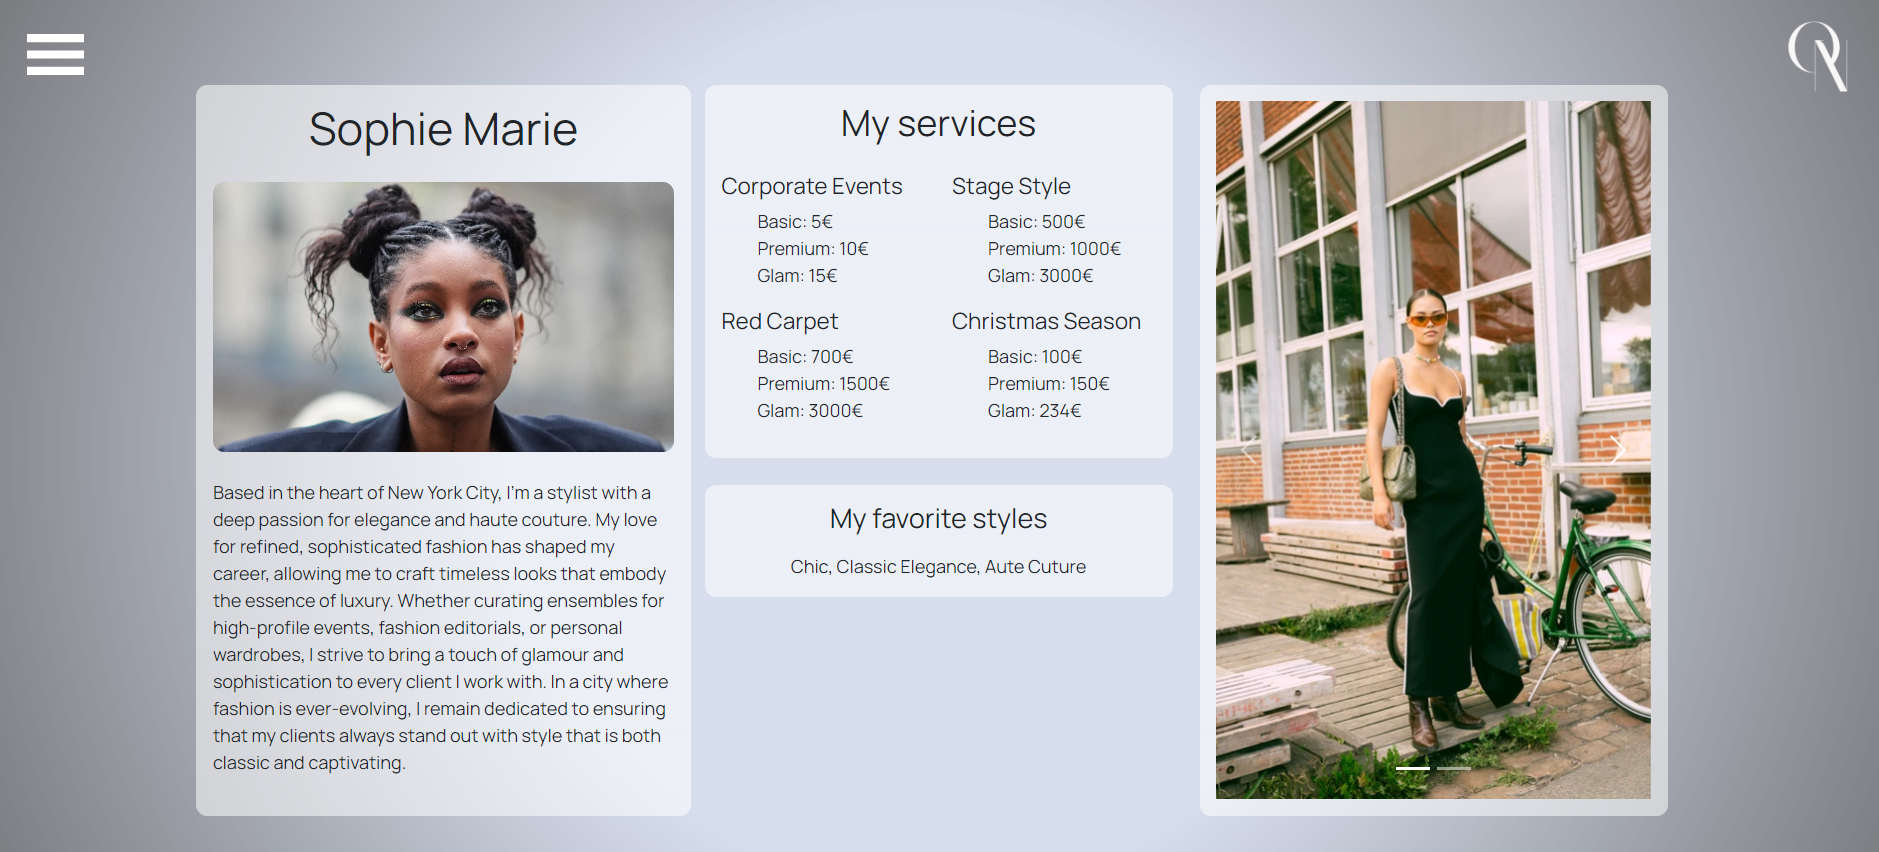 Sophie Marie
Based in the heart of New York City, I'm a stylist with a
deep passion for elegance and haute couture. My love
for refined, sophisticated fashion has shaped my
career, allowing me to craft timeless looks that embody
the essence of luxury. Whether curating ensembles for
high-profile events, fashion editorials, or personal
wardrobes, I strive to bring a touch of glamour and
sophistication to every client I work with. In a city where
fashion is ever-evolving, I remain dedicated to ensuring
that my clients always stand out with style that is both
classic and captivating.
My services
Corporate Events
Basic: 5€
Premium: 10€
Glam: 15€
Stage Style
Basic: 500€
Premium: 1000€
Glam: 3000€
Red Carpet
Basic: 700€
Premium: 1500€
Glam: 3000€
Christmas Season
Basic: 100€
Premium: 150€
Glam: 234€
My favorite styles
Chic, Classic Elegance, Aute Cuture
ON